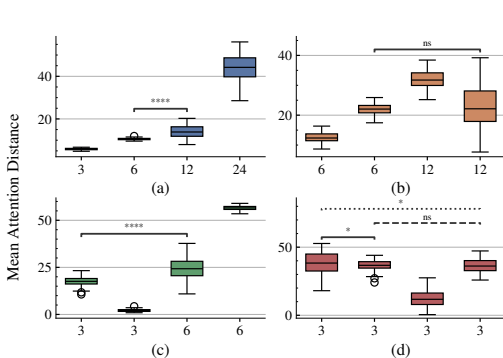 Mean Attention Distance
40
20
****
3 6 12 24
(a)
40
20
ns
6 6 12 12
(b)
50
25
0
****
3 3 6 6
(c)
50
0
*
*
ns
3 3 3 3
(d)